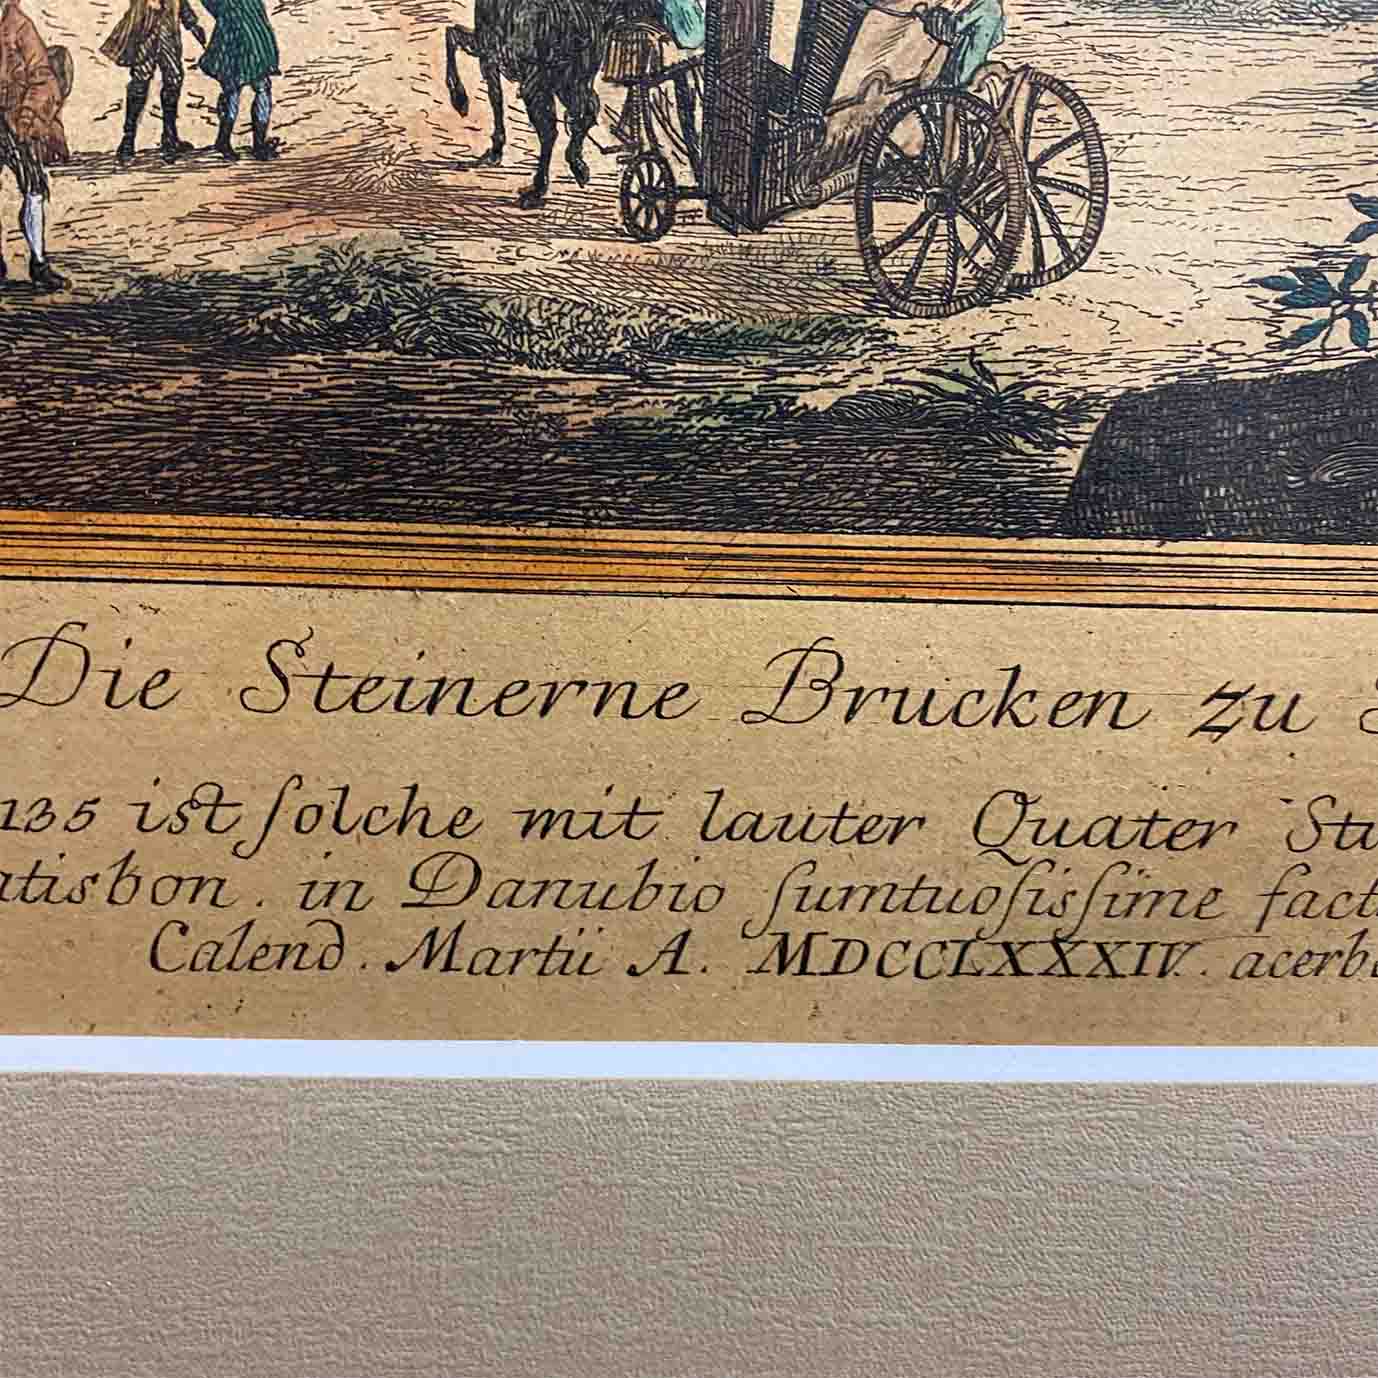 Die Steinerne Brucken zu
135 ist ſolche mit lauter Quater Stu
atisbon. in Danubio ſumtuoſisſime fact
Calend. Martii A. MDCCLXXXIV. acerb